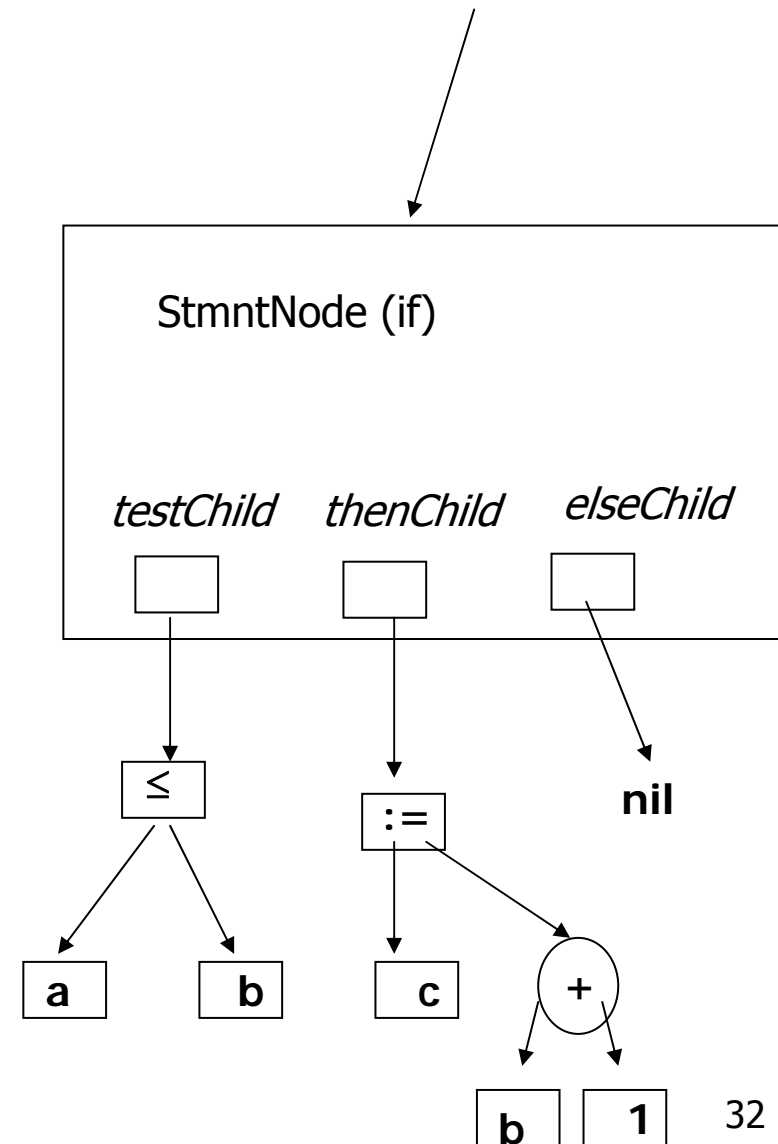 StmntNode (if)
testChild thenChild elseChild
≤ := nil
a b c +
b 1 32